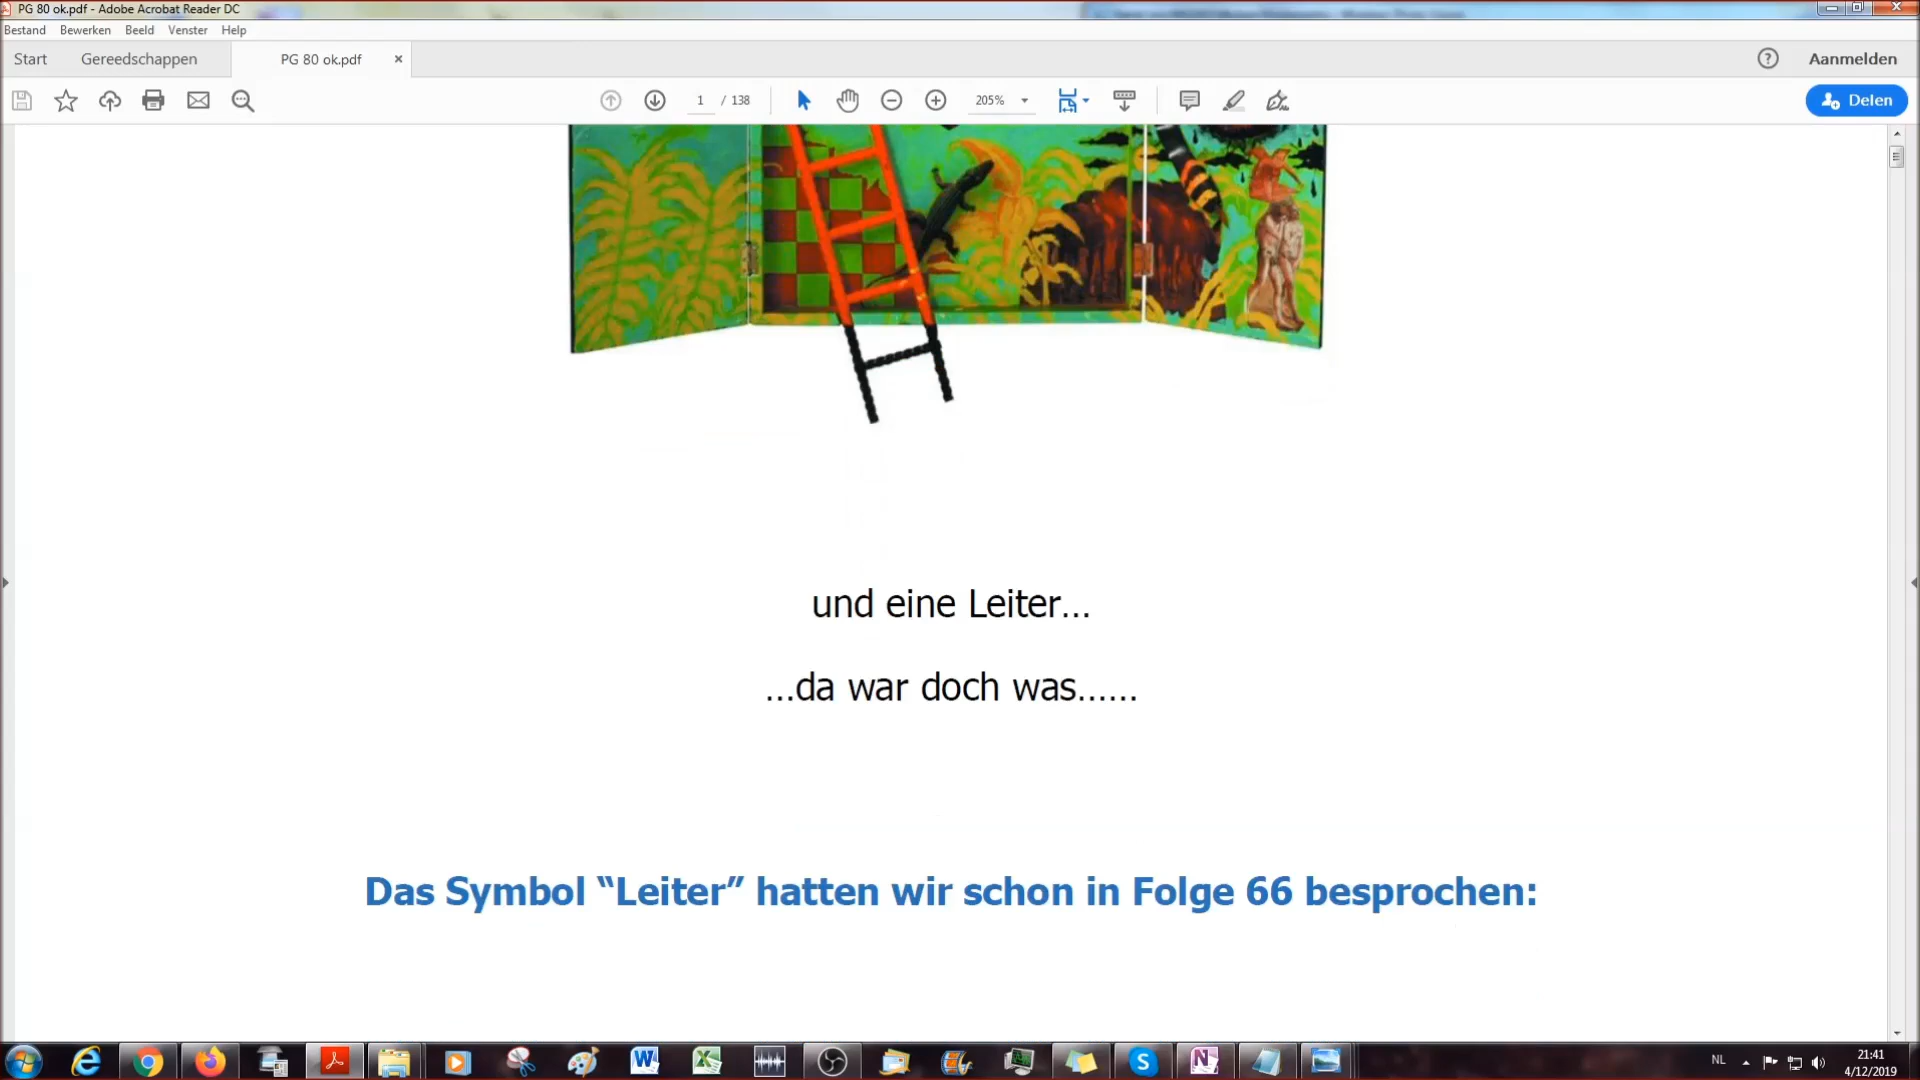 PG 80 ok.pdf - Adobe Acrobat Reader DC
Bestand Bewerken Beeld Venster Help
Start Gereedschappen PG 80 ok.pdf × Aanmelden
1 / 138 205% Delen
und eine Leiter...
...da war doch was......
Das Symbol “Leiter” hatten wir schon in Folge 66 besprochen:
NL 21:41
4/12/2019